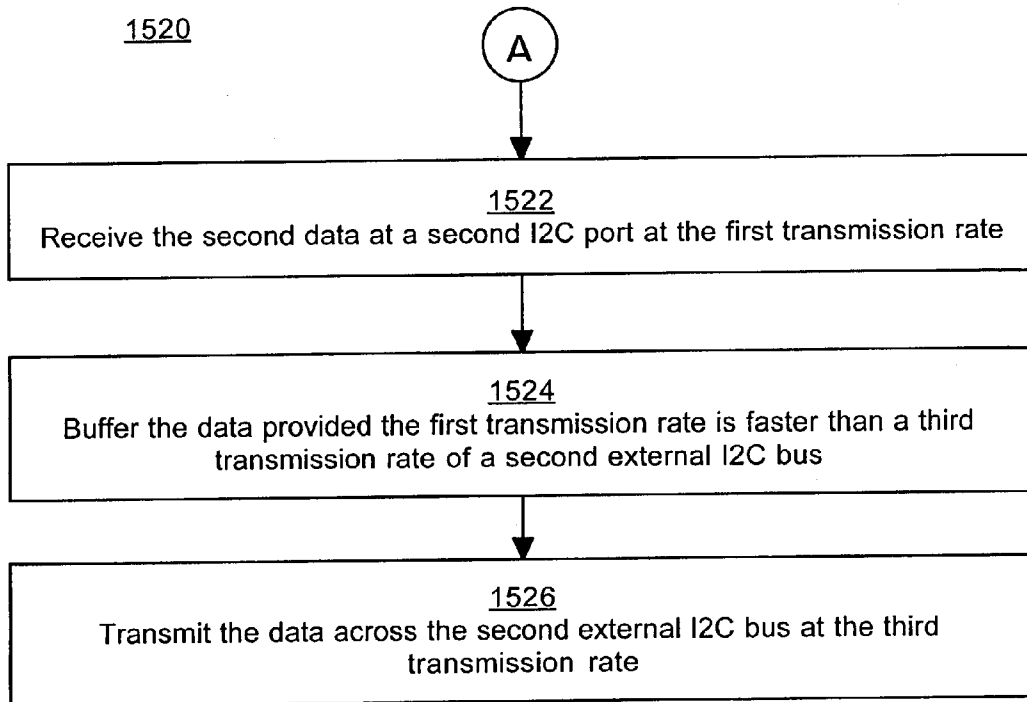 1520
A
1522
Receive the second data at a second I2C port at the first transmission rate
1524
Buffer the data provided the first transmission rate is faster than a third
transmission rate of a second external I2C bus
1526
Transmit the data across the second external I2C bus at the third
transmission rate